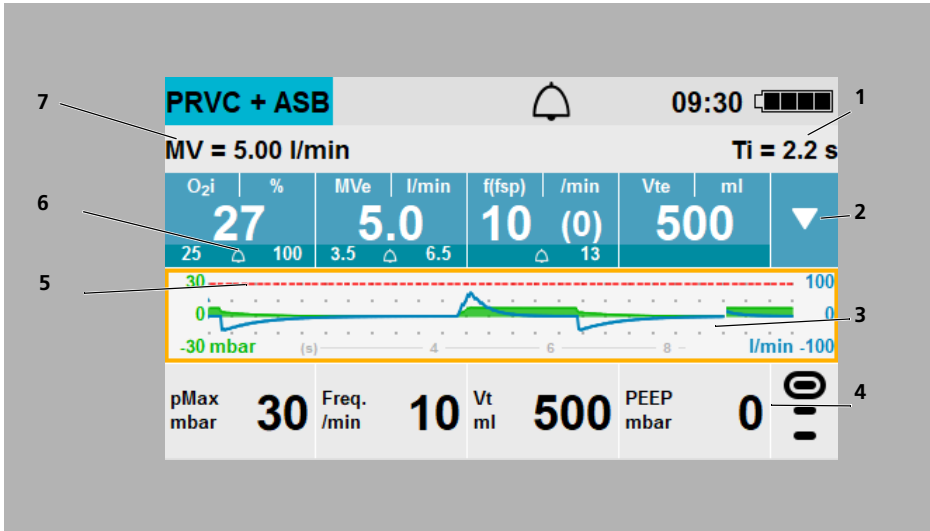 PRVC + ASB 09:30
MV = 5.00 l/min Ti = 2.2 s
O2i % MVe l/min f(fsp) /min Vte ml
27 5.0 10 (0) 500
25 100 3.5 6.5 13
30 100
0 0
-30 mbar (s) 4 6 8 l/min -100
pMax mbar 30 Freq. /min 10 Vt ml 500 PEEP mbar 0
1
2
3
4
5
6
7